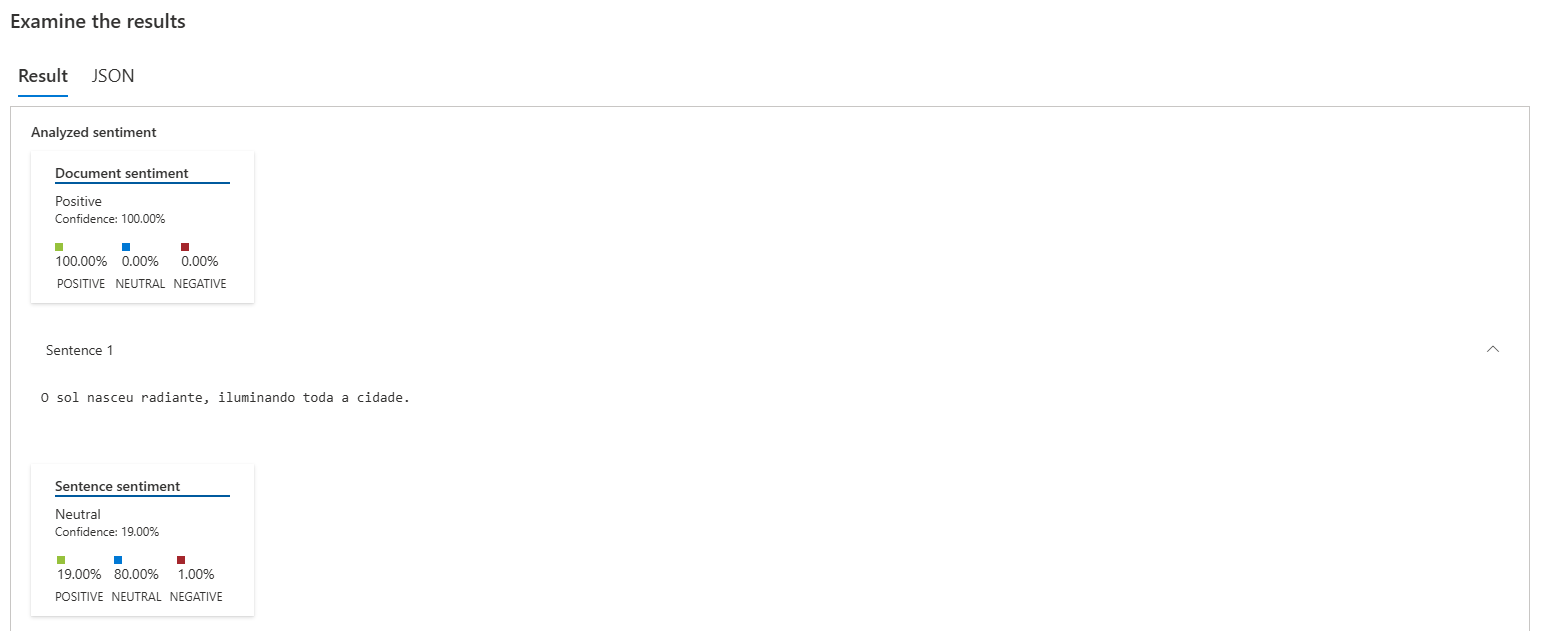 Examine the results
Result JSON
Analyzed sentiment
Document sentiment
Positive
Confidence: 100.00%
100.00% 0.00% 0.00%
POSITIVE NEUTRAL NEGATIVE
Sentence 1
O sol nasceu radiante, iluminando toda a cidade.
Sentence sentiment
Neutral
Confidence: 19.00%
19.00% 80.00% 1.00%
POSITIVE NEUTRAL NEGATIVE